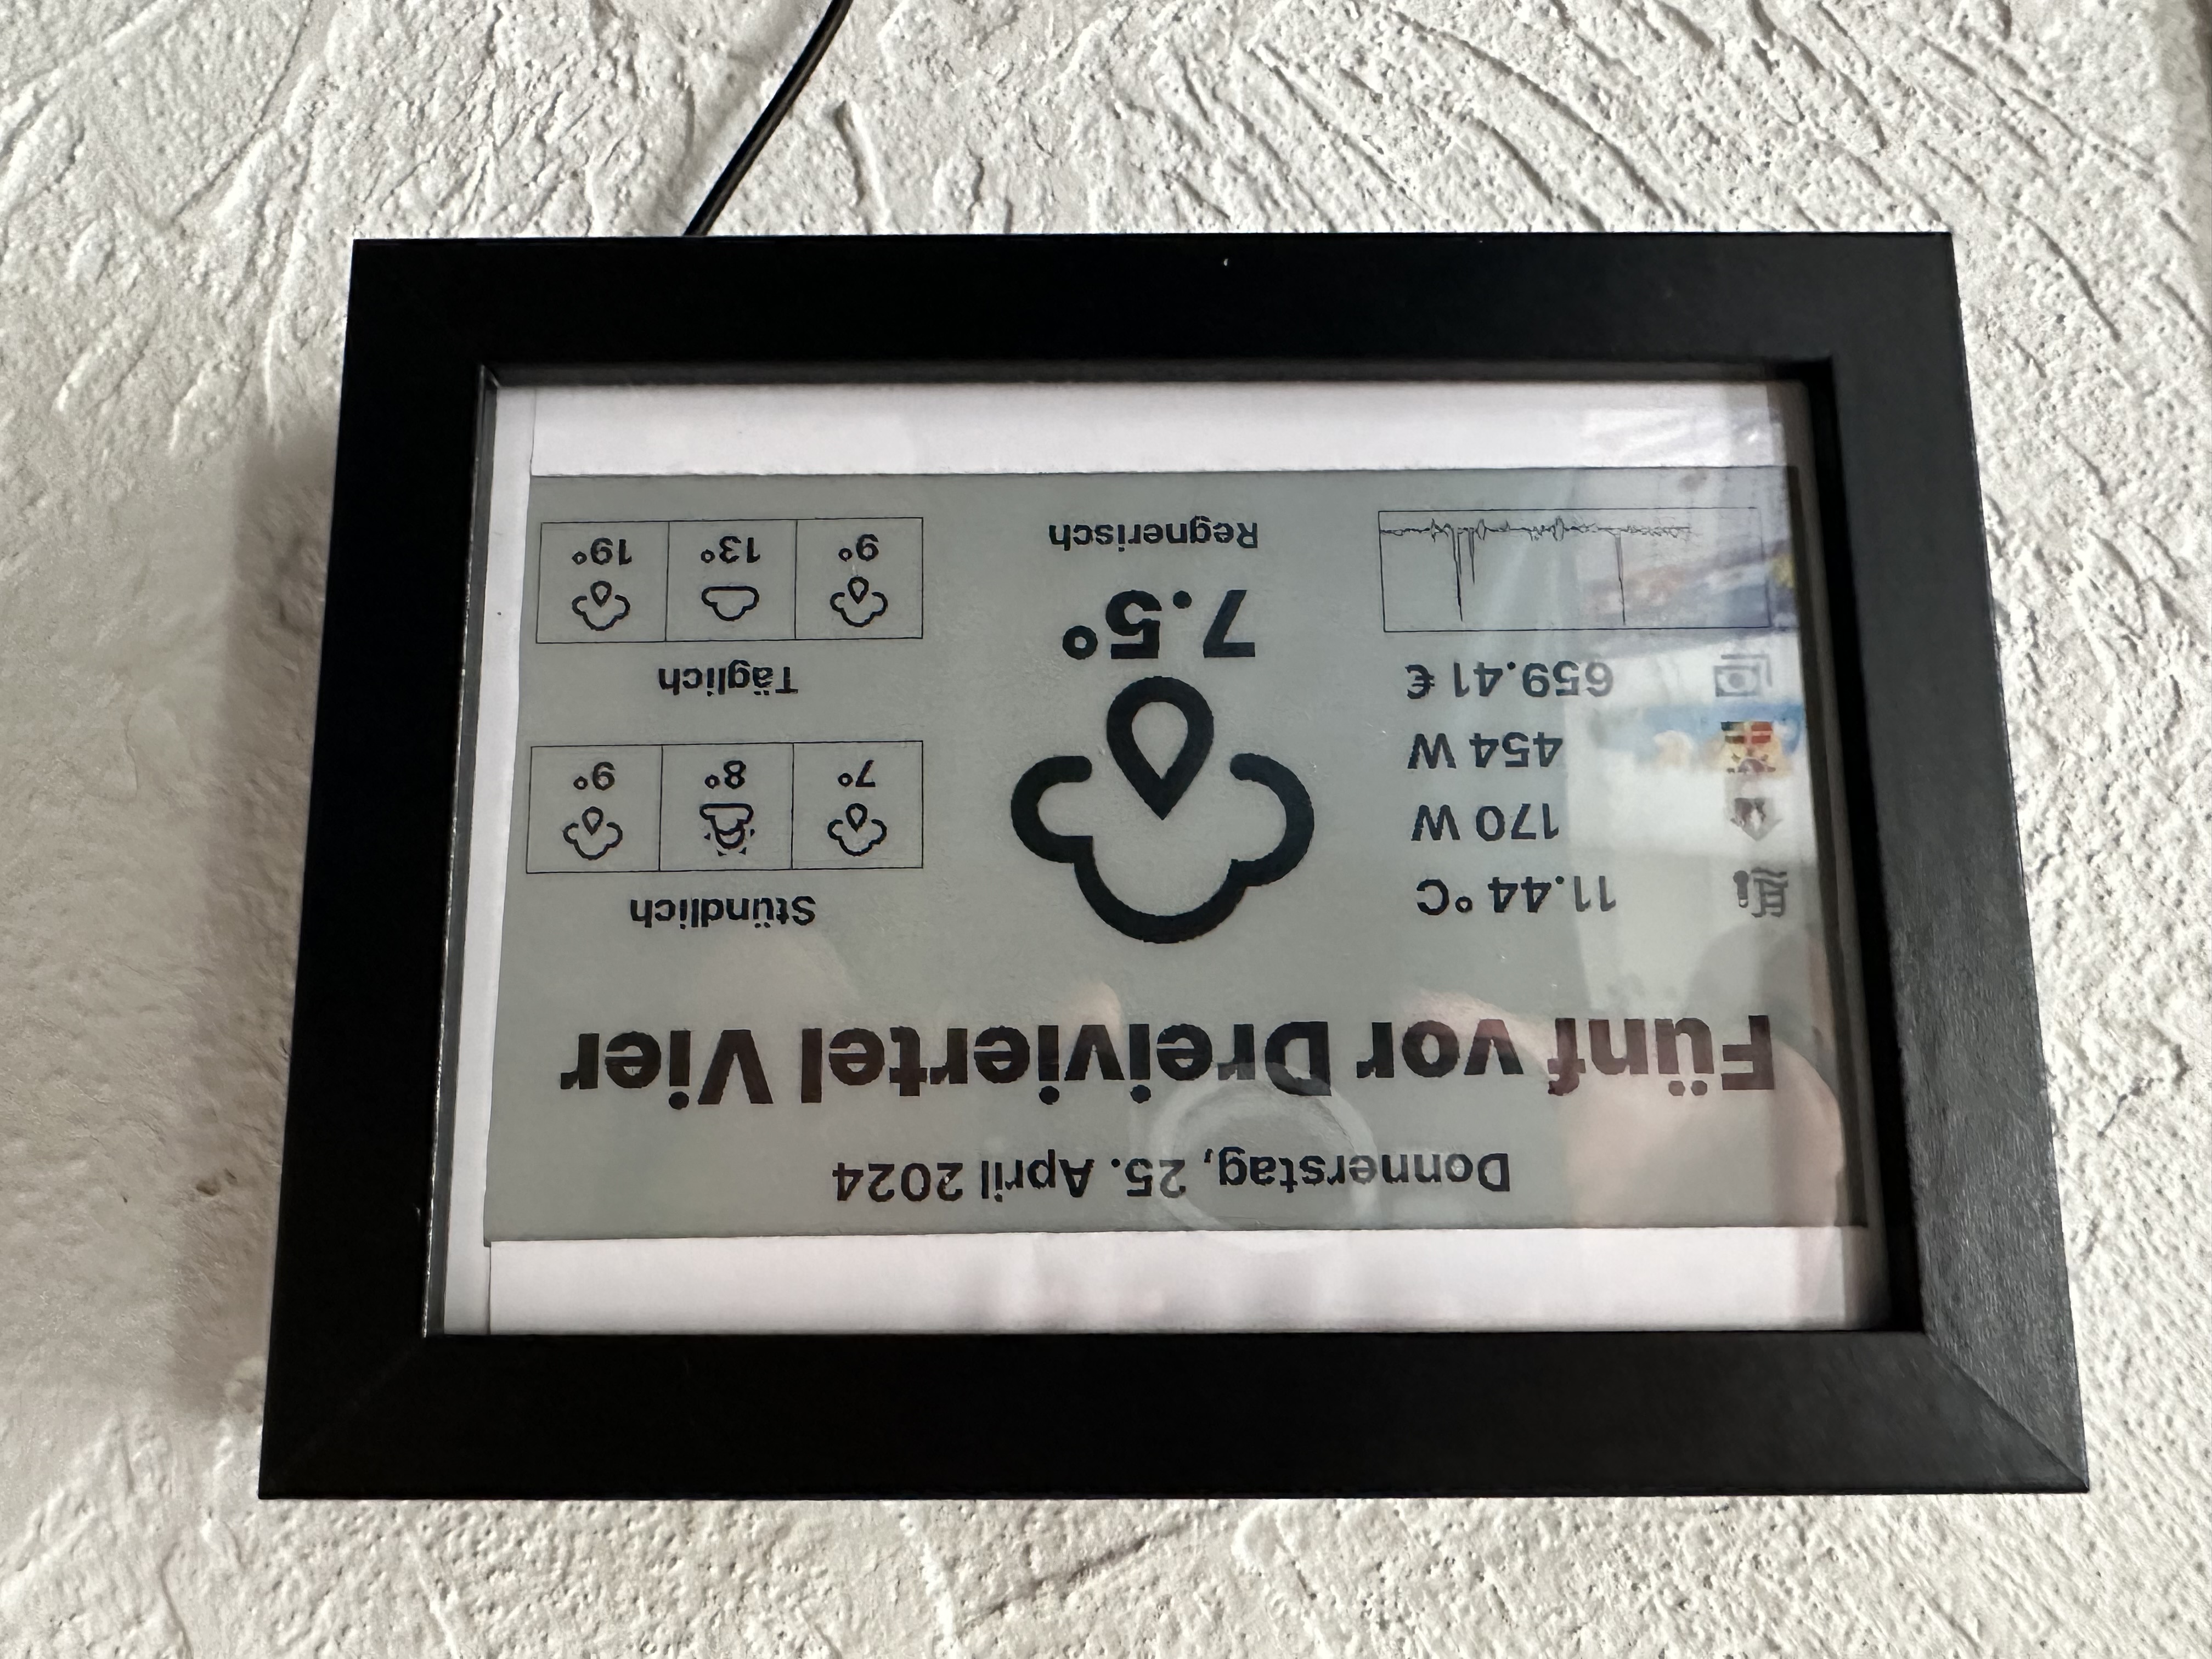 Donnerstag, 25. April 2024
Fünf vor Dreiviertel Vier
11.44 °C
170 W
454 W
659.41 €
7.5°
Regnerisch
Stündlich
7° 8° 9°
Täglich
9° 13° 19°